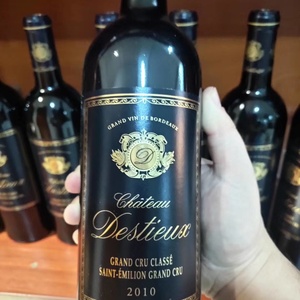 GRAND VIN DE BORDEAUX
D
Château
Destieux
GRAND CRU CLASSÉ
SAINT-ÉMILION GRAND CRU
2010